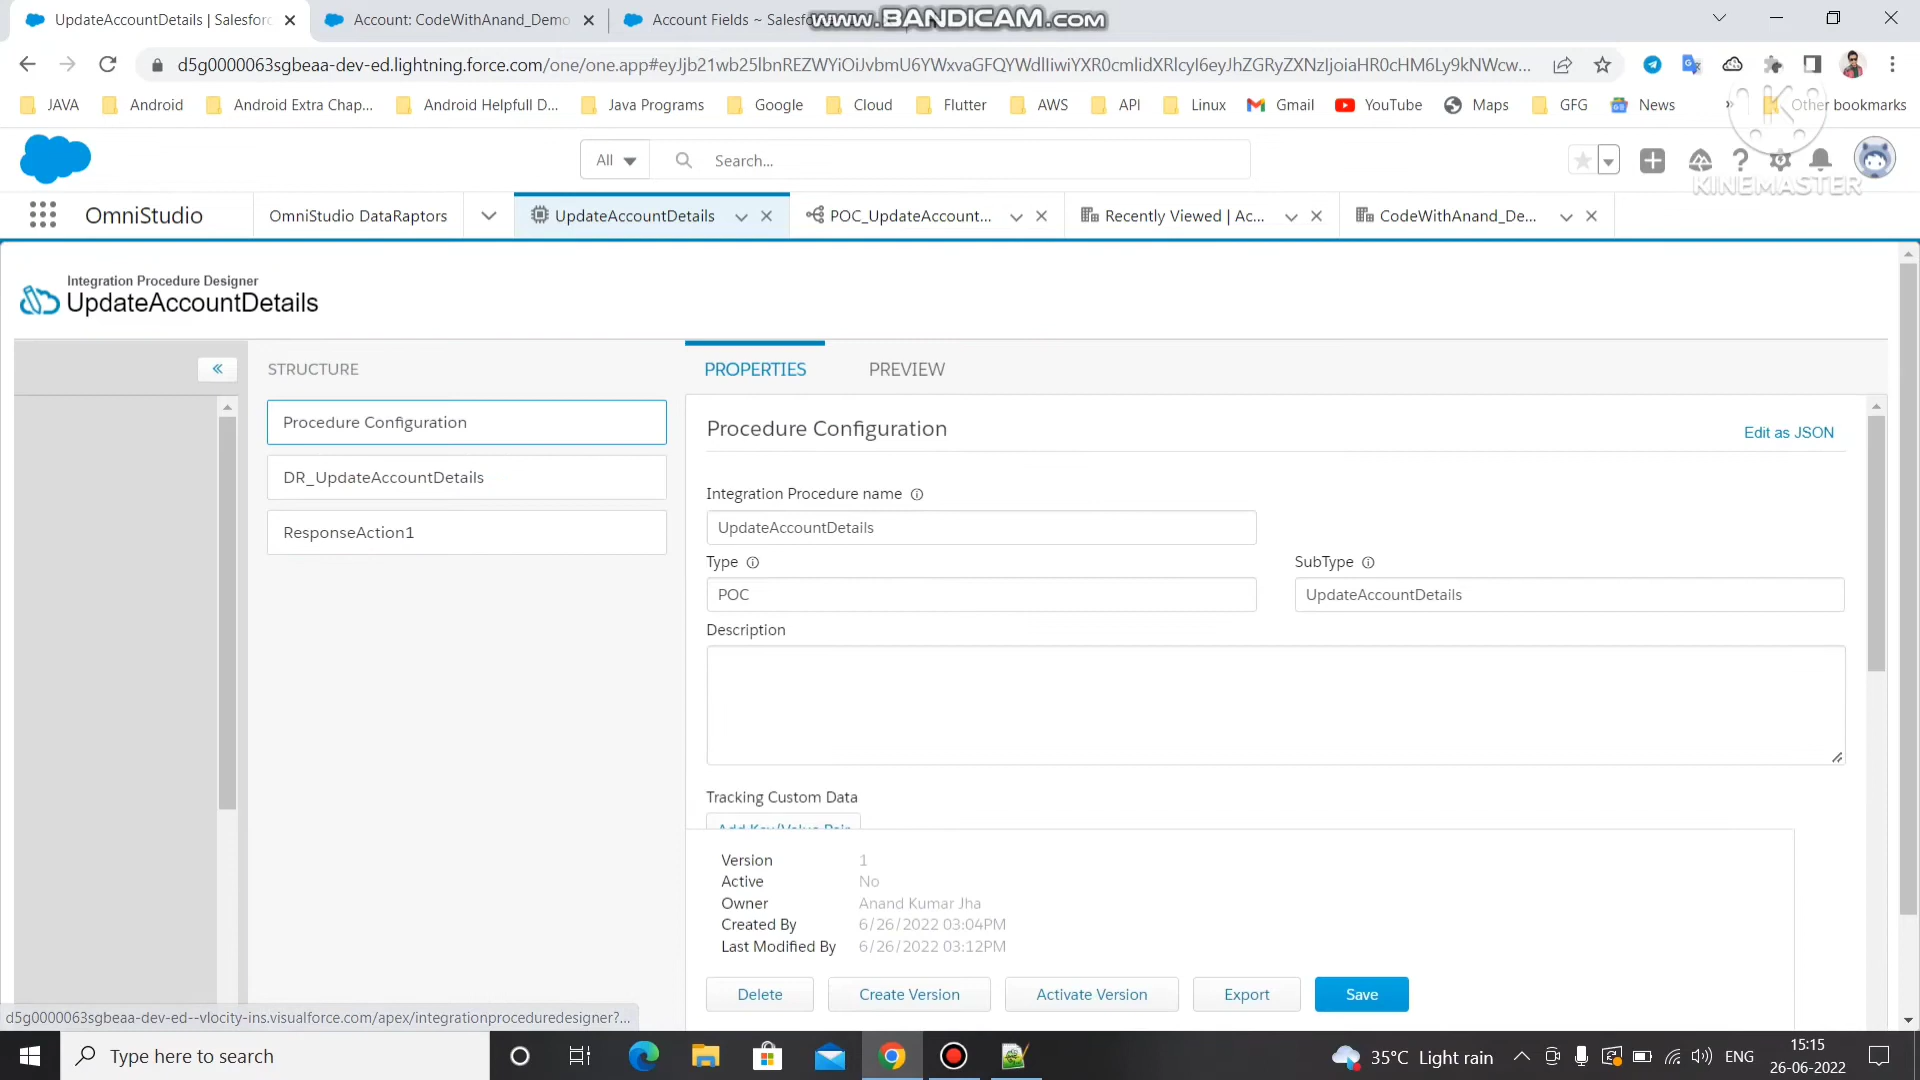 UpdateAccountDetails | Salesforc
Account: CodeWithAnand_Demo
Account Fields ~ Salesfo
www.BANDICAM.com
d5g0000063sgbeaa-dev-ed.lightning.force.com/one/one.app#eyJjb21wb25lbnREZWYiOiJvbmU6YWxvaGFQYWdlIiwiYXR0cmlidXRlcyI6eyJhZGRyZXNzIjoiaHR0cHM6Ly9kNWcw...
JAVA
Android
Android Extra Chap...
Android Helpfull D...
Java Programs
Google
Cloud
Flutter
AWS
API
Linux
Gmail
YouTube
Maps
GFG
News
»
Other bookmarks
K
KINEMASTER
All
Search...
OmniStudio
OmniStudio DataRaptors
UpdateAccountDetails
POC_UpdateAccount...
Recently Viewed | Ac...
CodeWithAnand_De...
Integration Procedure Designer
UpdateAccountDetails
STRUCTURE
Procedure Configuration
DR_UpdateAccountDetails
ResponseAction1
PROPERTIES
PREVIEW
Procedure Configuration
Edit as JSON
Integration Procedure name
UpdateAccountDetails
Type
SubType
POC
UpdateAccountDetails
Description
Tracking Custom Data
Add Key/Value Pair
Version 1
Active No
Owner Anand Kumar Jha
Created By 6/26/2022 03:04PM
Last Modified By 6/26/2022 03:12PM
Delete
Create Version
Activate Version
Export
Save
d5g0000063sgbeaa-dev-ed--vlocity-ins.visualforce.com/apex/integrationproceduredesigner?...
Type here to search
35°C Light rain
ENG
15:15
26-06-2022